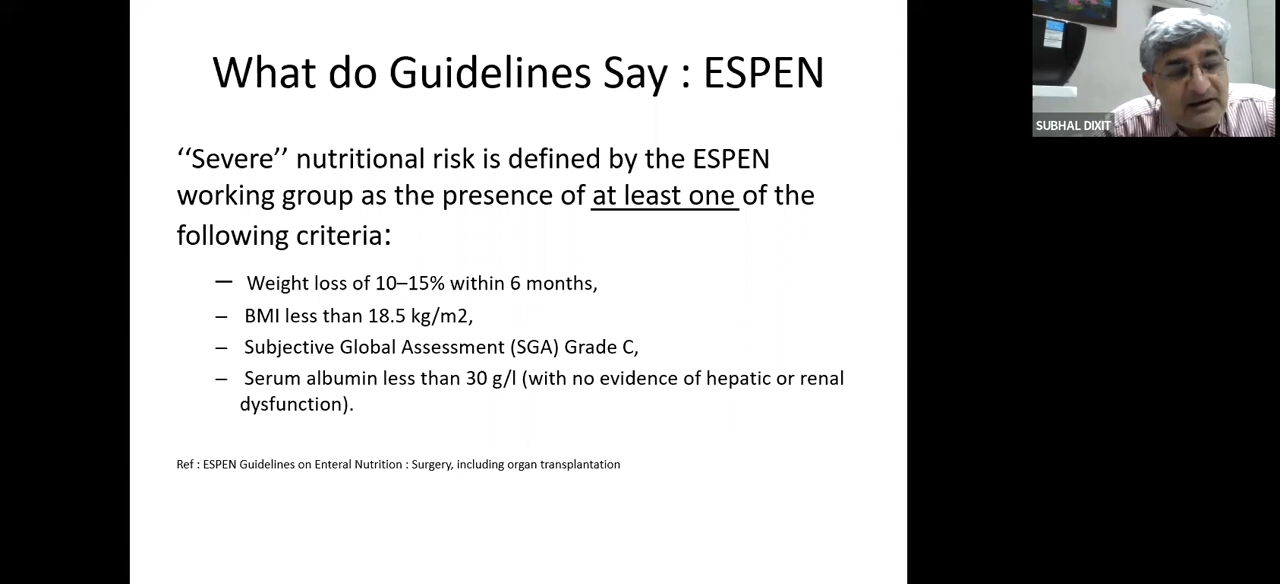 What do Guidelines Say : ESPEN
‘‘Severe’’ nutritional risk is defined by the ESPEN
working group as the presence of at least one of the
following criteria:
– Weight loss of 10–15% within 6 months,
– BMI less than 18.5 kg/m2,
– Subjective Global Assessment (SGA) Grade C,
– Serum albumin less than 30 g/l (with no evidence of hepatic or renal
dysfunction).
Ref : ESPEN Guidelines on Enteral Nutrition : Surgery, including organ transplantation
SUBHAL DIXIT